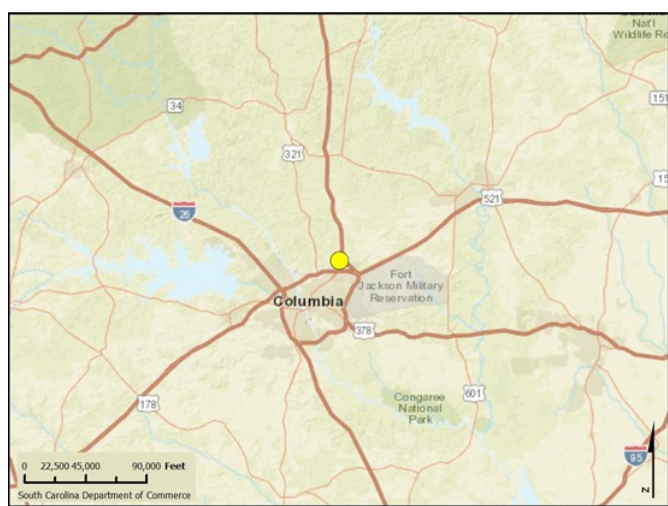 Nat'l
Wildlife Re
34
151
321
15
521
26
Fort
Jackson Military
Reservation
Columbia
378
178
601
Congaree
National
Park
95
0 22,500 45,000 90,000 Feet
South Carolina Department of Commerce
N